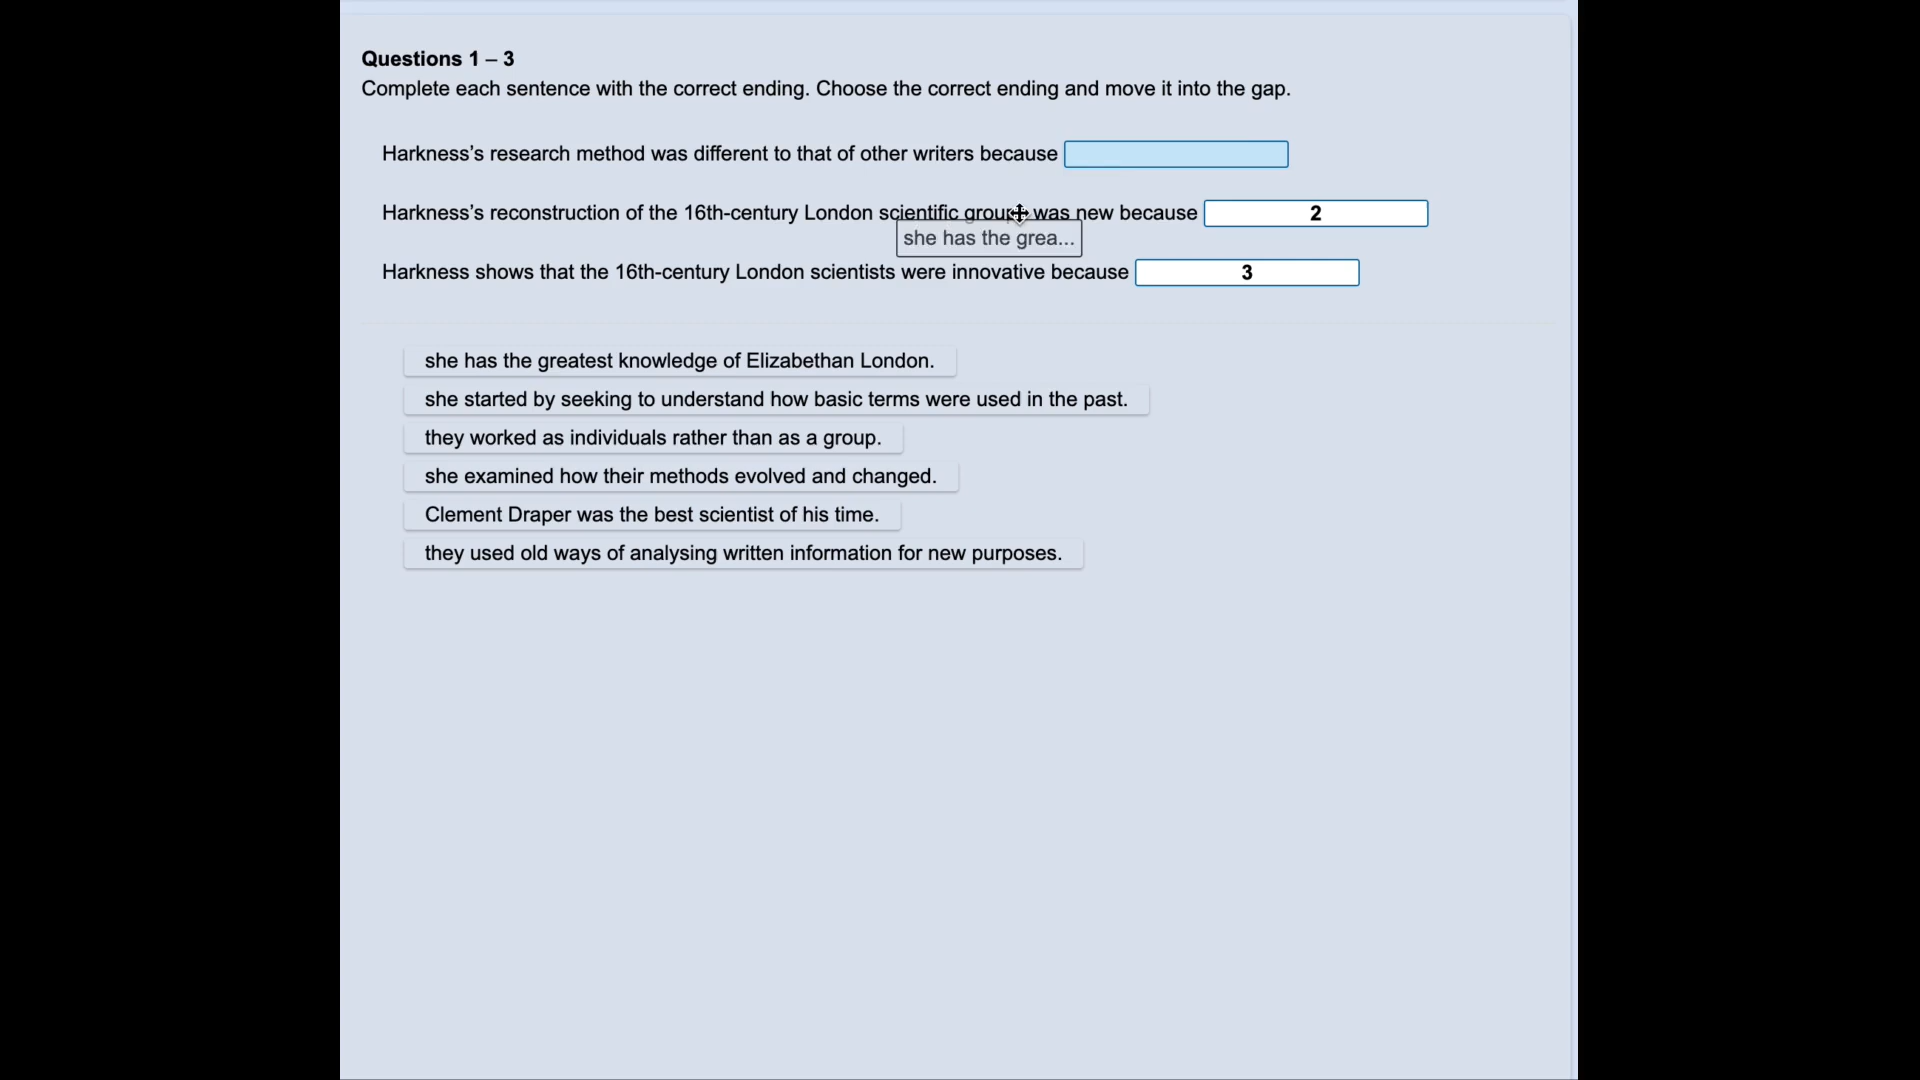 Questions 1 – 3
Complete each sentence with the correct ending. Choose the correct ending and move it into the gap.
Harkness’s research method was different to that of other writers because
Harkness’s reconstruction of the 16th-century London scientific groups was new because 2
she has the grea...
Harkness shows that the 16th-century London scientists were innovative because 3
she has the greatest knowledge of Elizabethan London.
she started by seeking to understand how basic terms were used in the past.
they worked as individuals rather than as a group.
she examined how their methods evolved and changed.
Clement Draper was the best scientist of his time.
they used old ways of analysing written information for new purposes.